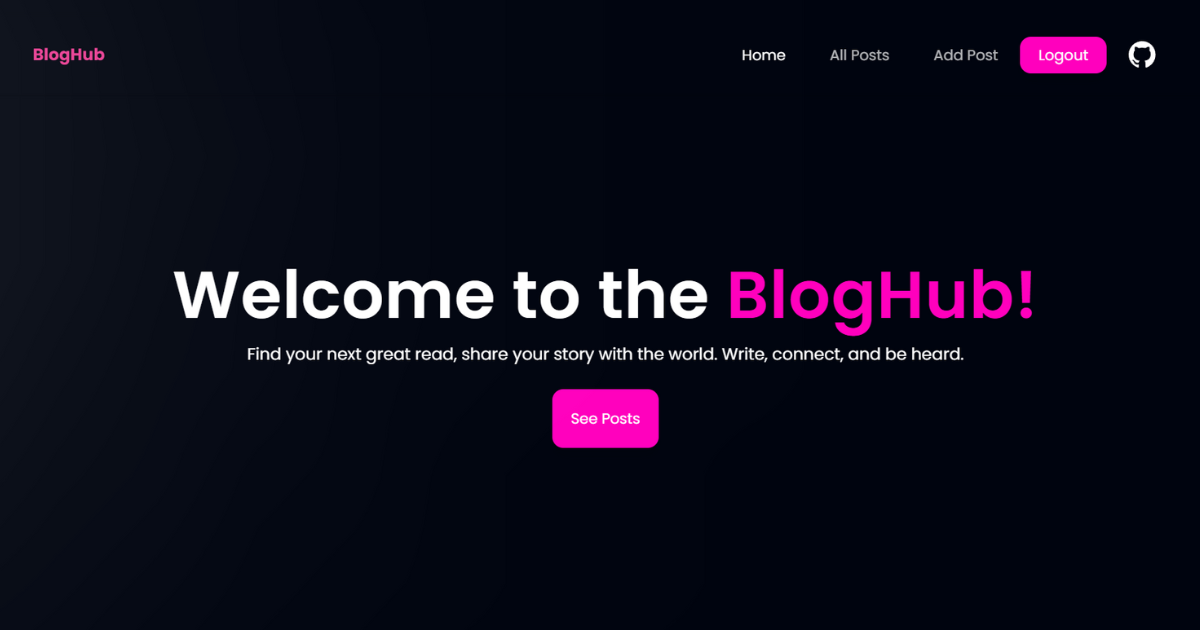 BlogHub
Home All Posts Add Post Logout
Welcome to the BlogHub!
Find your next great read, share your story with the world. Write, connect, and be heard.
See Posts